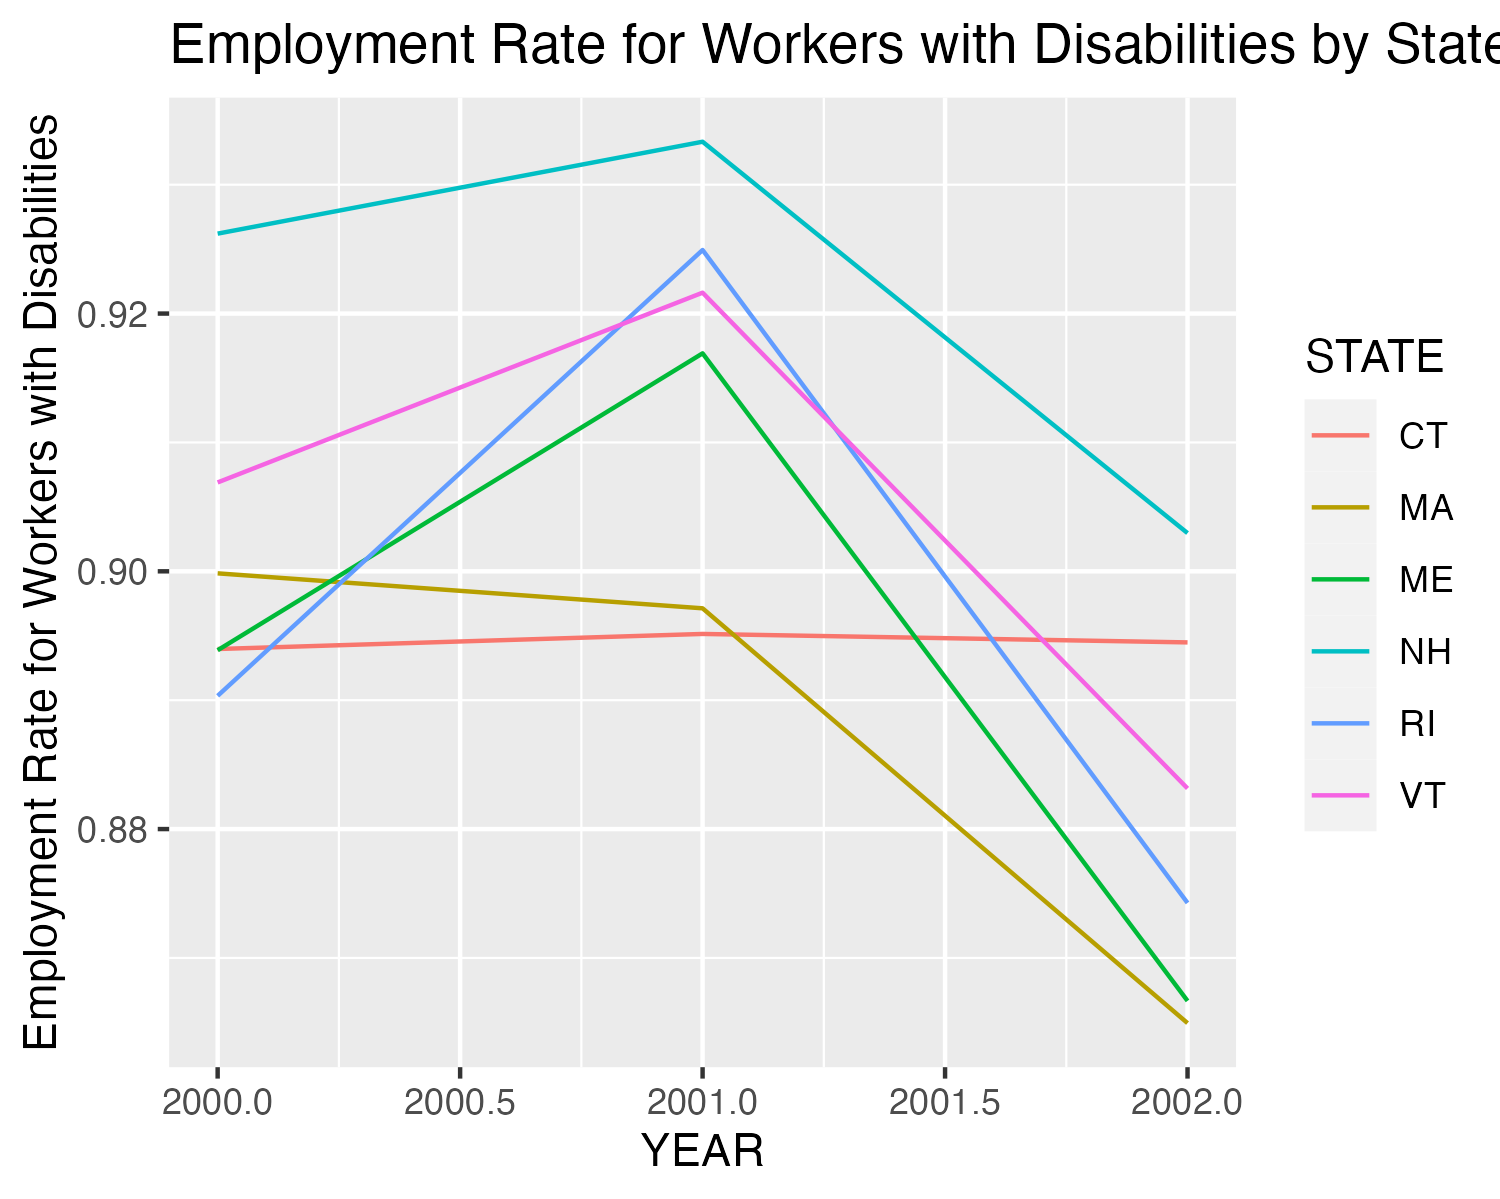 Employment Rate for Workers with Disabilities by State
Employment Rate for Workers with Disabilities
0.92
0.90
0.88
2000.0 2000.5 2001.0 2001.5 2002.0
YEAR
STATE
CT
MA
ME
NH
RI
VT